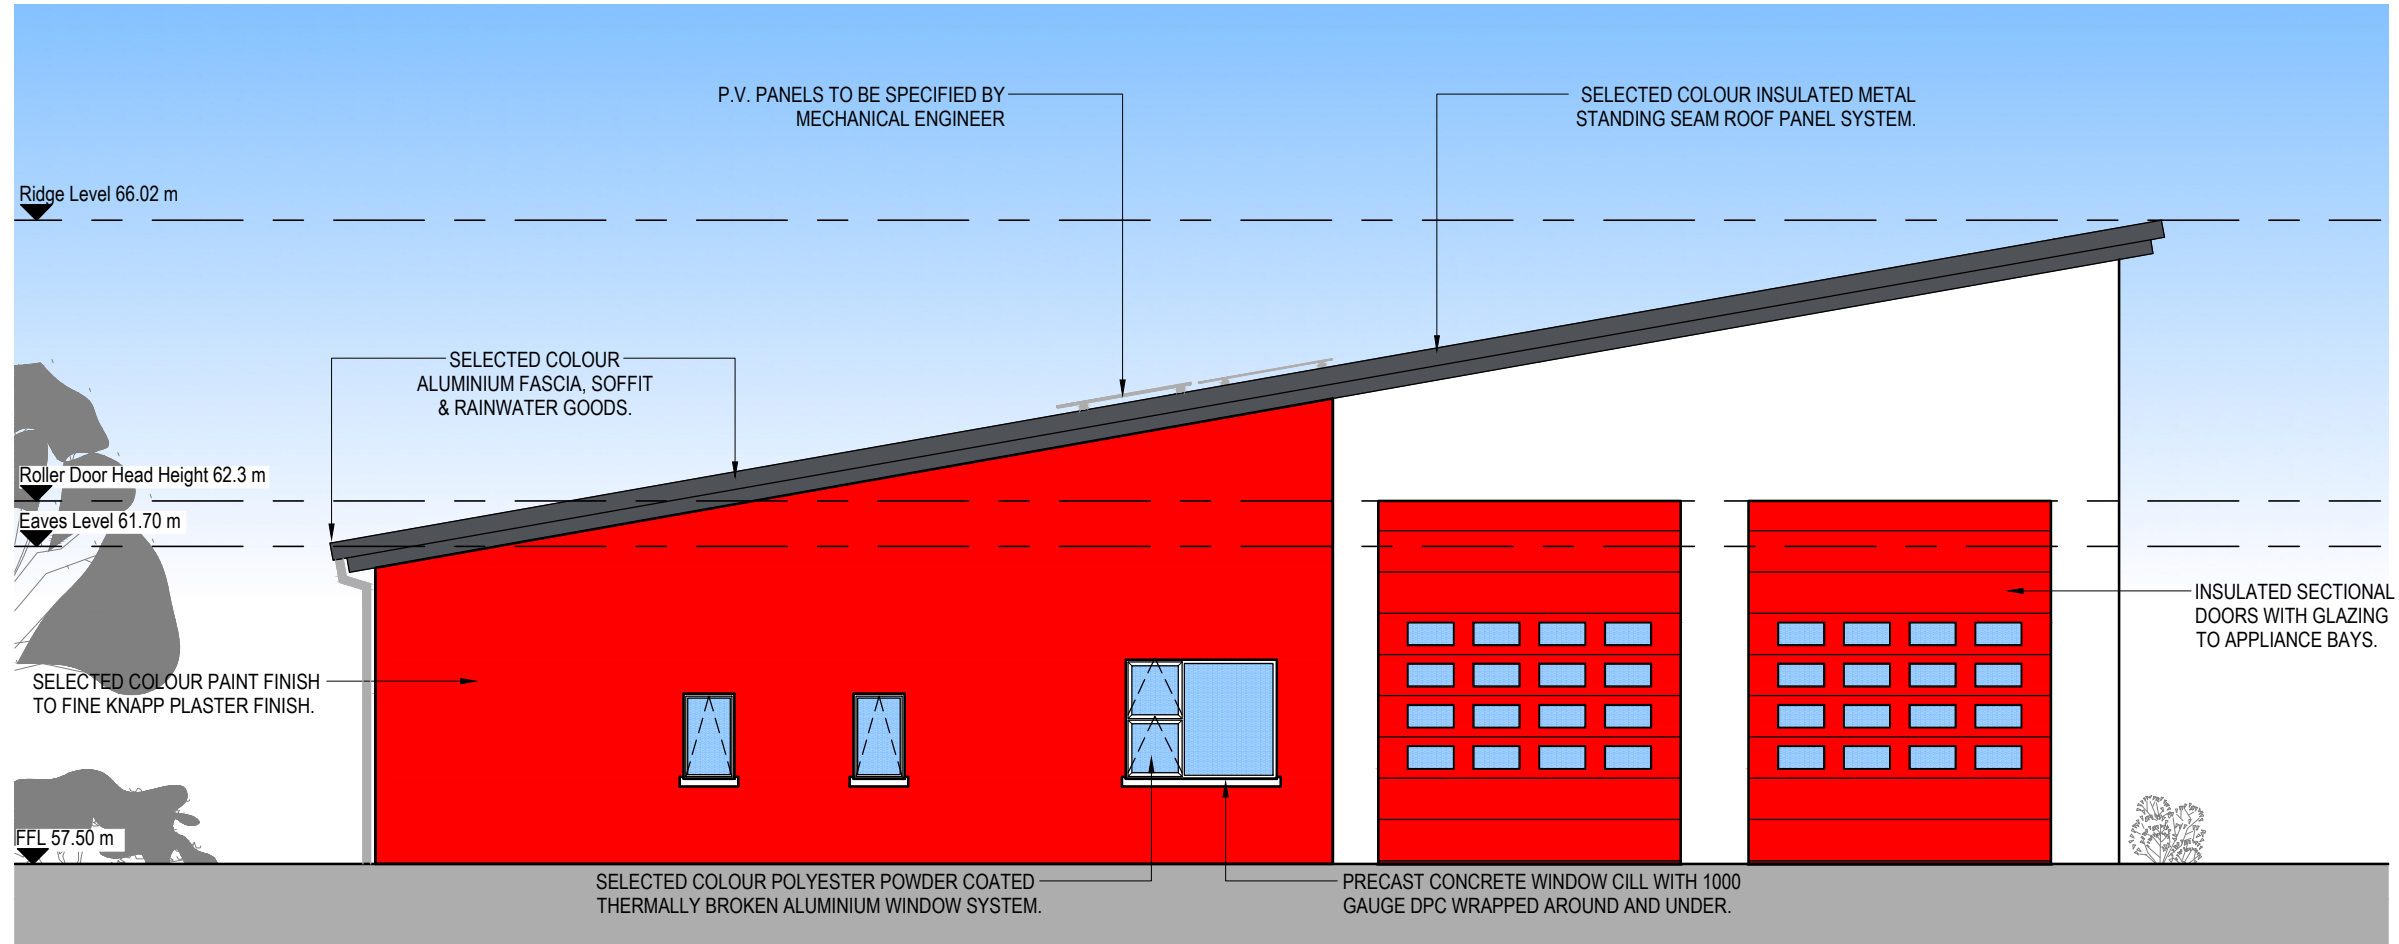 P.V. PANELS TO BE SPECIFIED BY
MECHANICAL ENGINEER
SELECTED COLOUR INSULATED METAL
STANDING SEAM ROOF PANEL SYSTEM.
Ridge Level 66.02 m
SELECTED COLOUR
ALUMINIUM FASCIA, SOFFIT
& RAINWATER GOODS.
Roller Door Head Height 62.3 m
Eaves Level 61.70 m
INSULATED SECTIONAL
DOORS WITH GLAZING
TO APPLIANCE BAYS.
SELECTED COLOUR PAINT FINISH
TO FINE KNAPP PLASTER FINISH.
FFL 57.50 m
SELECTED COLOUR POLYESTER POWDER COATED
THERMALLY BROKEN ALUMINIUM WINDOW SYSTEM.
PRECAST CONCRETE WINDOW CILL WITH 1000
GAUGE DPC WRAPPED AROUND AND UNDER.